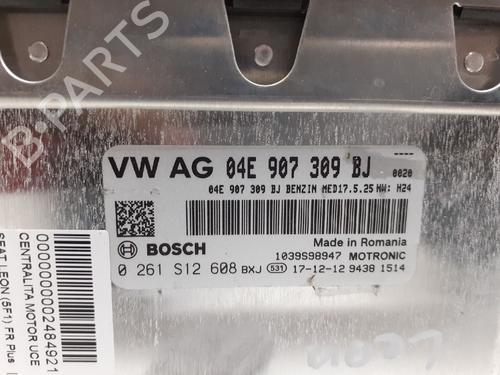 B-PARTS
VW AG 04E 907 309 BJ
----
0020
04E 907 309 BJ BENZIN MED17.5.25 HW: H24
Made in Romania
BOSCH
1039S98947 MOTRONIC
0 261 S12 608 BXJ 531 17-12-12 9438 1514
0000000002484921
CENTRALITA MOTOR UCE
SEAT LEON (5F1) FR Plus